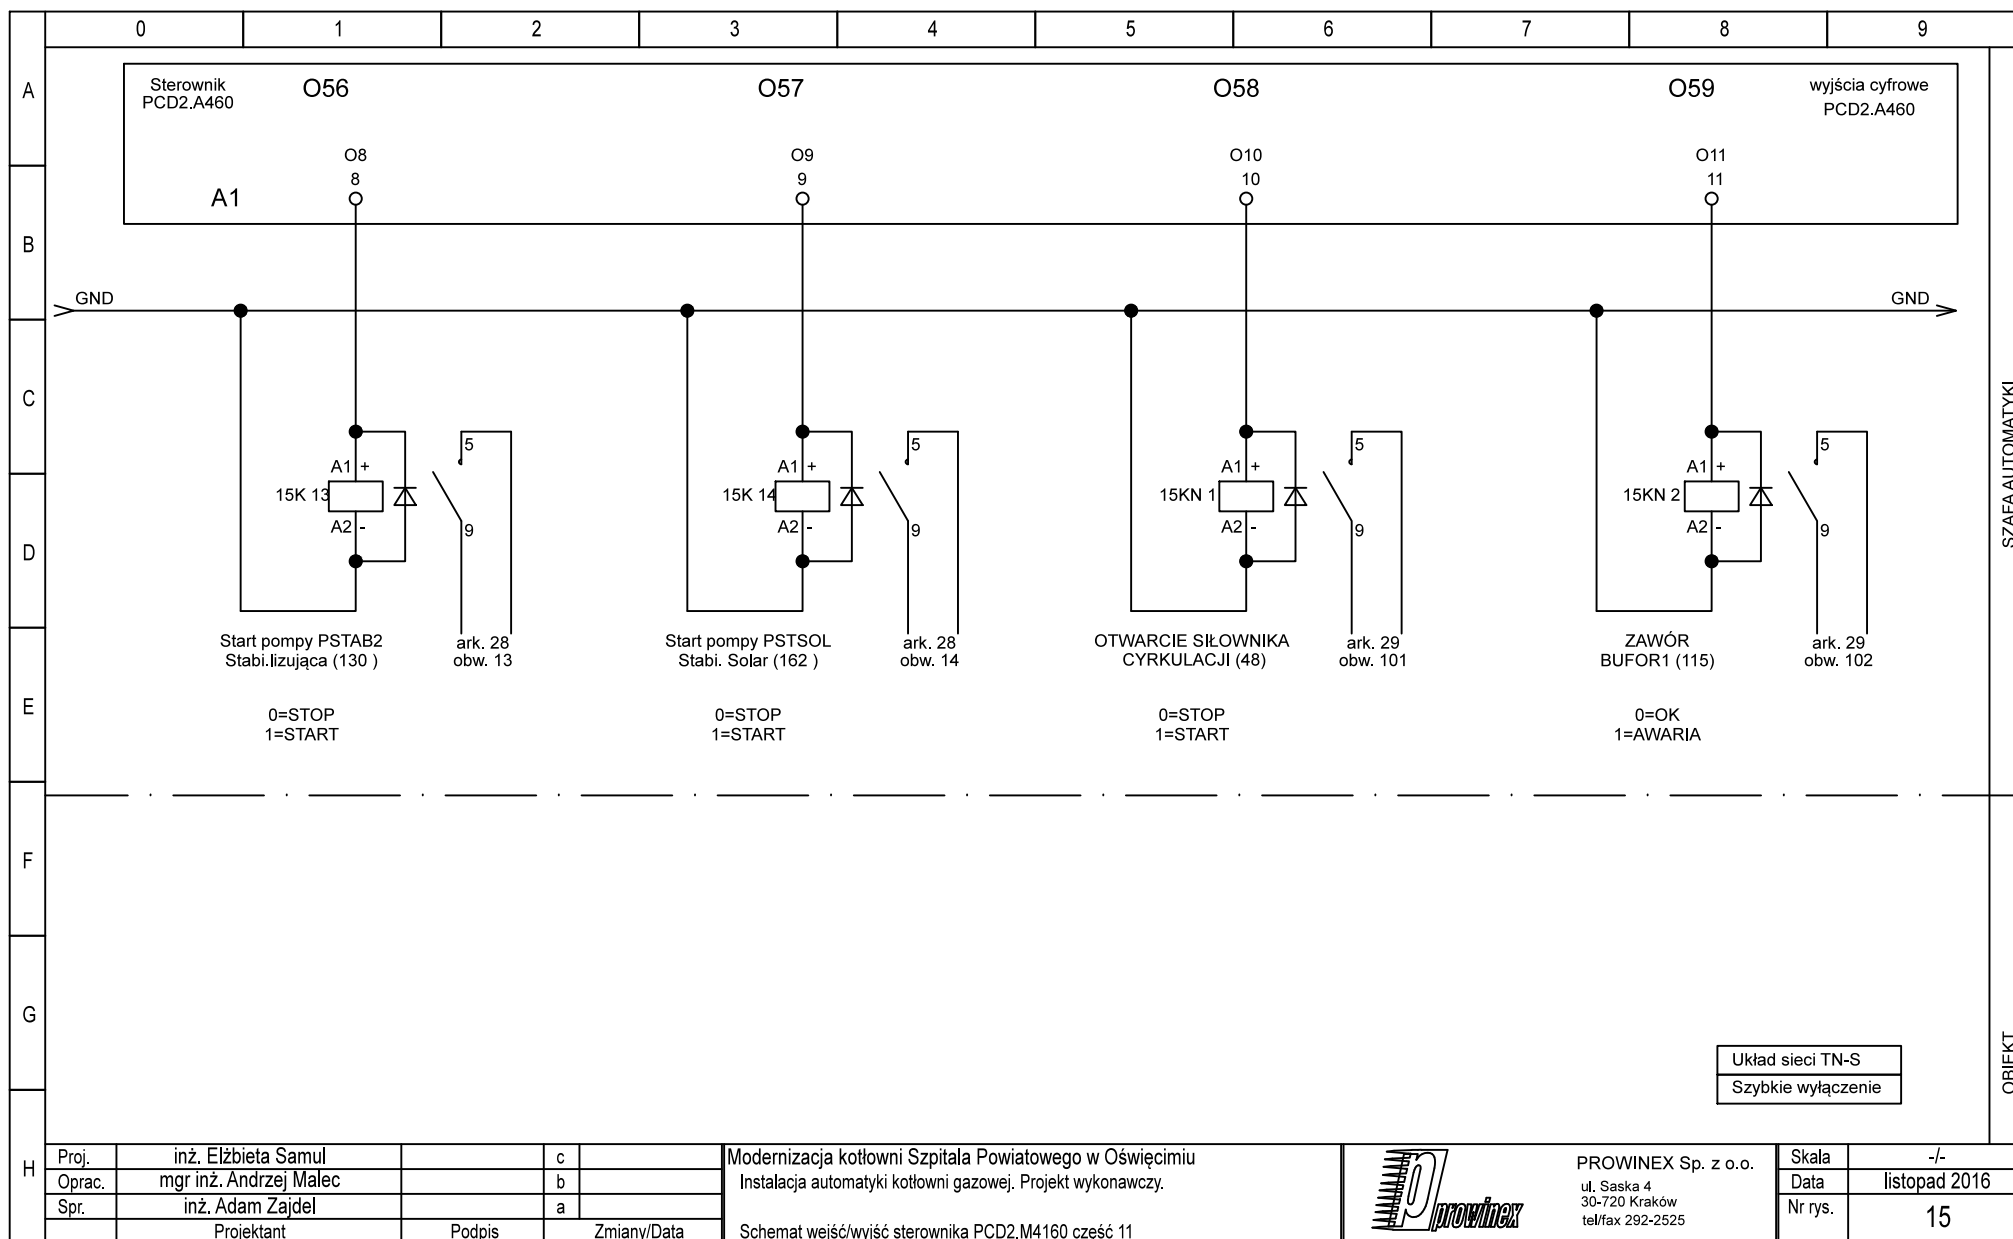 0 1 2 3 4 5 6 7 8 9
A
B
C
D
E
F
G
H
Sterownik
PCD2.A460
O56
O57
O58
O59
wyjścia cyfrowe
PCD2.A460
O8
8
O9
9
O10
10
O11
11
A1
GND
GND
5
A1 +
15K 13
A2 -
9
5
A1 +
15K 14
A2 -
9
5
A1 +
15KN 1
A2 -
9
5
A1 +
15KN 2
A2 -
9
Start pompy PSTAB2
Stabi.lizująca (130 )
ark. 28
obw. 13
Start pompy PSTSOL
Stabi. Solar (162 )
ark. 28
obw. 14
OTWARCIE SIŁOWNIKA
CYRKULACJI (48)
ark. 29
obw. 101
ZAWÓR
BUFOR1 (115)
ark. 29
obw. 102
0=STOP
1=START
0=STOP
1=START
0=STOP
1=START
0=OK
1=AWARIA
SZAFA AUTOMATYKI
OBIEKT
Układ sieci TN-S
Szybkie wyłączenie
Proj. inż. Elżbieta Samul c
Oprac. mgr inż. Andrzej Malec b
Spr. inż. Adam Zajdel a
Projektant Podpis Zmiany/Data
Modernizacja kotłowni Szpitala Powiatowego w Oświęcimiu
Instalacja automatyki kotłowni gazowej. Projekt wykonawczy.
Schemat wejść/wyjść sterownika PCD2.M4160 część 11
prowinex
PROWINEX Sp. z o.o.
ul. Saska 4
30-720 Kraków
tel/fax 292-2525
Skala -/-
Data listopad 2016
Nr rys. 15